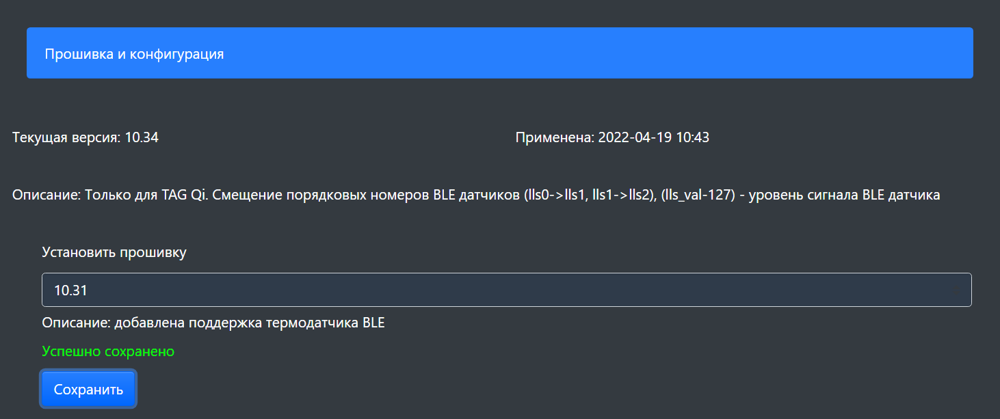 Прошивка и конфигурация
Текущая версия: 10.34
Применена: 2022-04-19 10:43
Описание: Только для TAG Qi. Смещение порядковых номеров BLE датчиков (lls0->lls1, lls1->lls2), (lls_val-127) - уровень сигнала BLE датчика
Установить прошивку
10.31
Описание: добавлена поддержка термодатчика BLE
Успешно сохранено
Сохранить